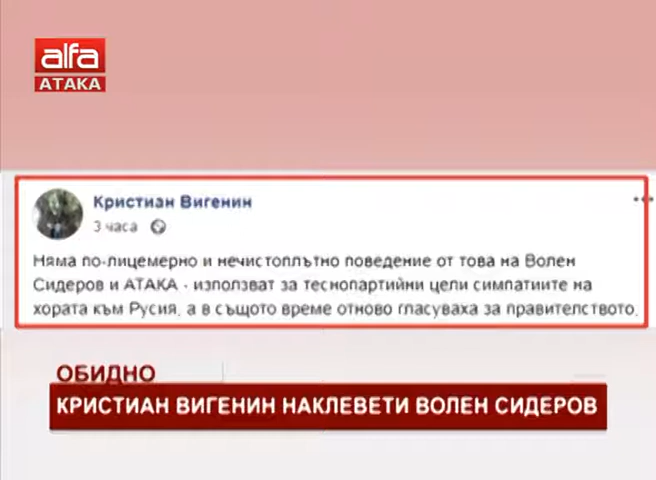 alfa
АТАКА
Кристиан Вигенин
3 часа
Няма по-лицемерно и нечистоплътно поведение от това на Волен
Сидеров и АТАКА - използват за теснопартийни цели симпатиите на
хората към Русия, а в същото време отново гласуваха за правителството.
ОБИДНО
КРИСТИАН ВИГЕНИН НАКЛЕВЕТИ ВОЛЕН СИДЕРОВ